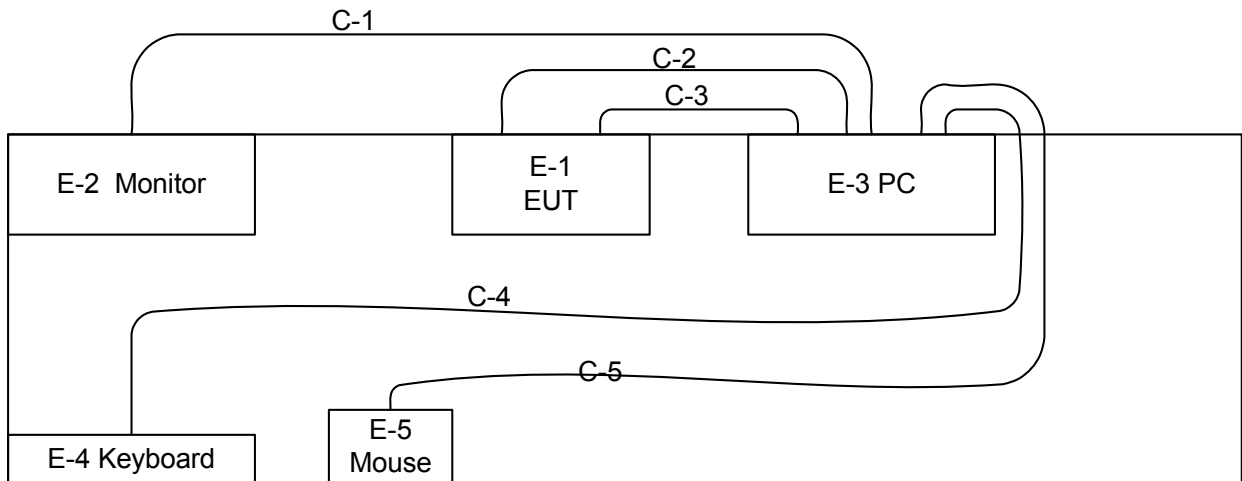 C-1
C-2
C-3
E-2 Monitor
E-1
EUT
E-3 PC
C-4
C-5
E-4 Keyboard
E-5
Mouse